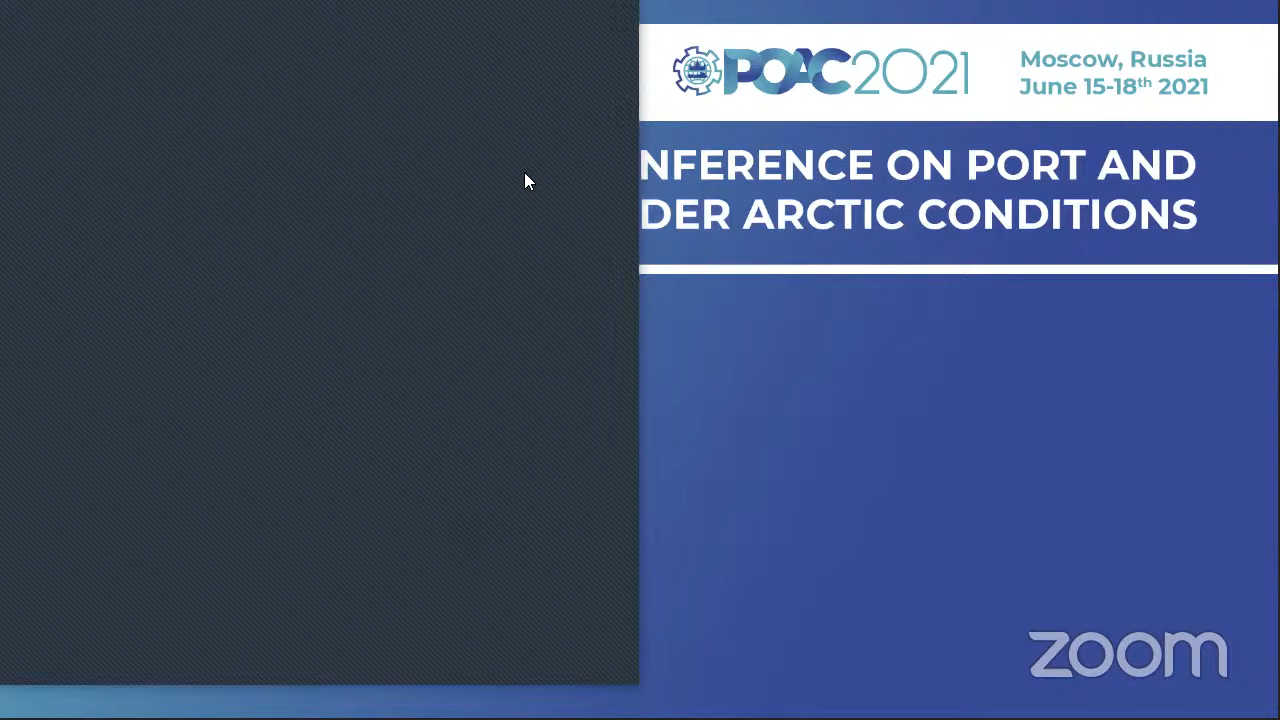 POAC2021
Moscow, Russia
June 15-18th 2021
NFERENCE ON PORT AND
DER ARCTIC CONDITIONS
zoom